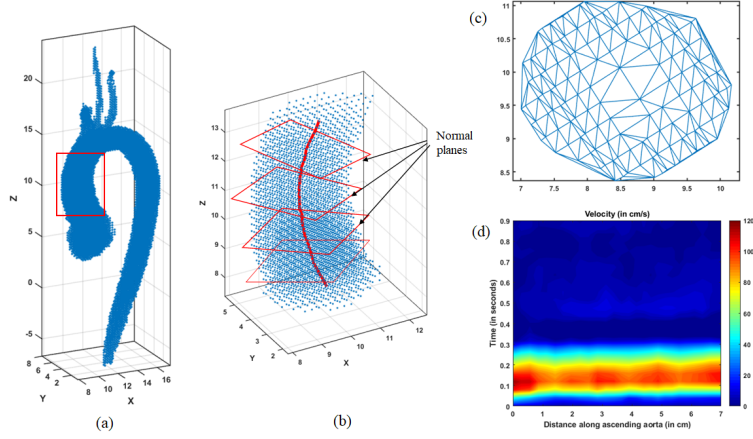 20
15
10
5
0
-5
Z
8 6 4 2
Y
8 10 12 14 16
X
(a)
(b)
13
12
11
10
9
8
Z
5
4
3
2
Y
8
9
10
11
12
X
Normal
planes
(c)
11
10.5
10
9.5
9
8.5
7 7.5 8 8.5 9 9.5 10
(d)
Velocity (in cm/s)
0.9
0.8
0.7
0.6
0.5
0.4
0.3
0.2
0.1
0
Time (in seconds)
0 1 2 3 4 5 6 7
Distance along ascending aorta (in cm)
120
100
80
60
40
20
0